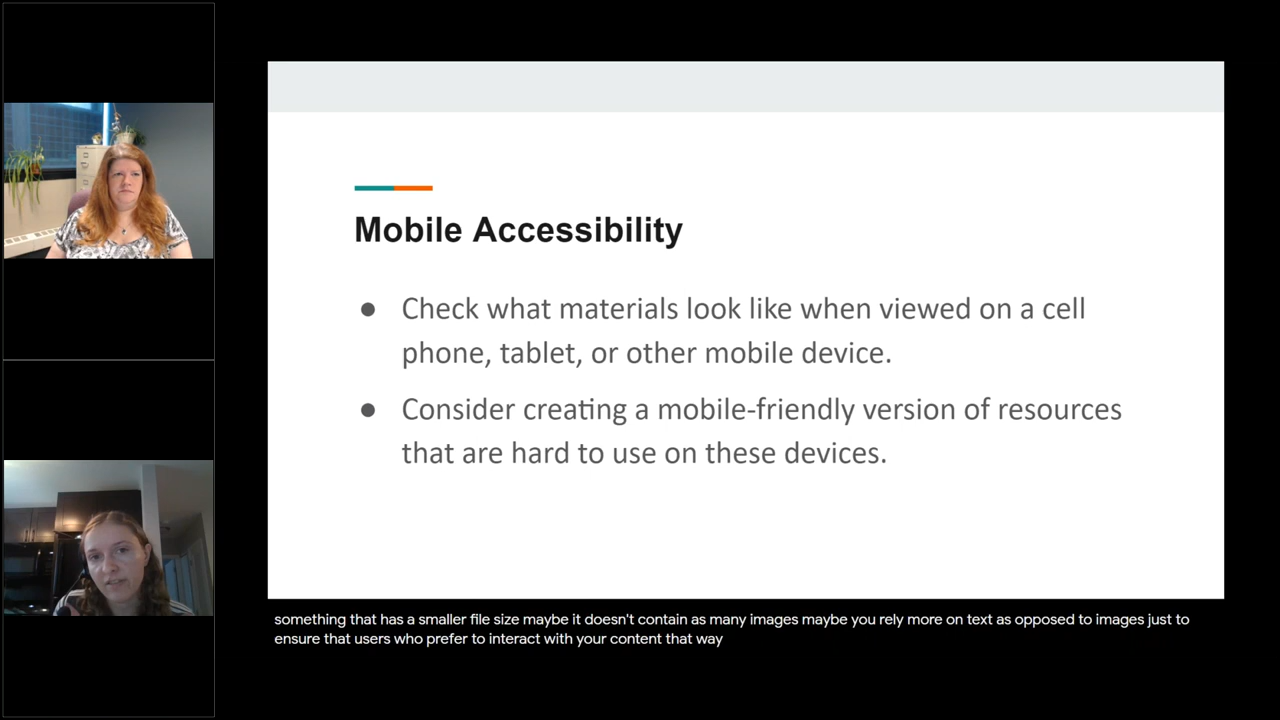 Mobile Accessibility
● Check what materials look like when viewed on a cell
phone, tablet, or other mobile device.
● Consider creating a mobile-friendly version of resources
that are hard to use on these devices.
something that has a smaller file size maybe it doesn't contain as many images maybe you rely more on text as opposed to images just to
ensure that users who prefer to interact with your content that way